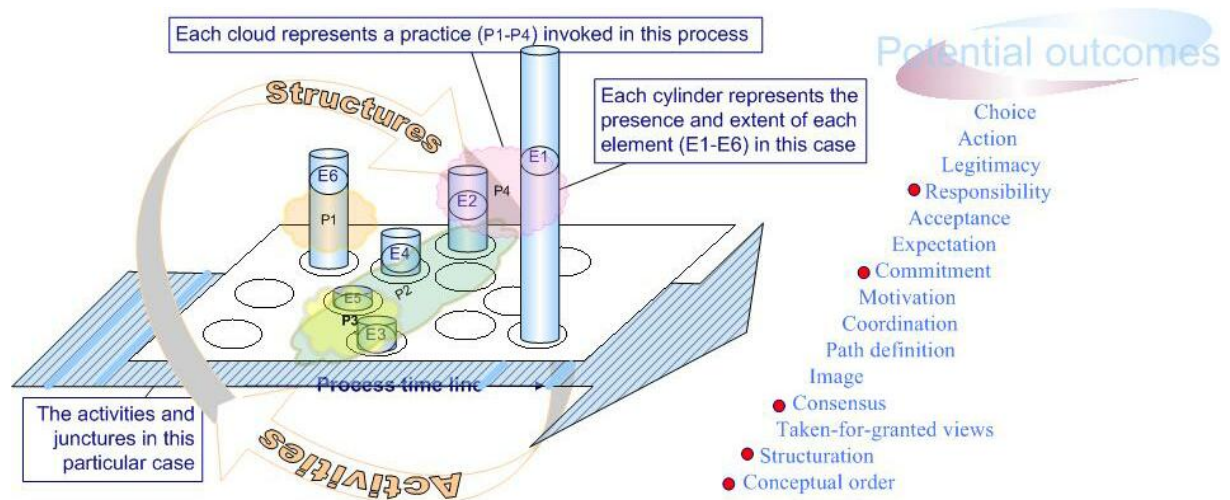 Each cloud represents a practice (P1-P4) invoked in this process
Potential outcomes
Structures
Each cylinder represents the
presence and extent of each
element (E1-E6) in this case
E1
E6
P4
E2
P1
E4
P2
E5
P3
E3
Process time line
The activities and
junctures in this
particular case
Activities
Choice
Action
Legitimacy
Responsibility
Acceptance
Expectation
Commitment
Motivation
Coordination
Path definition
Image
Consensus
Taken-for-granted views
Structuration
Conceptual order